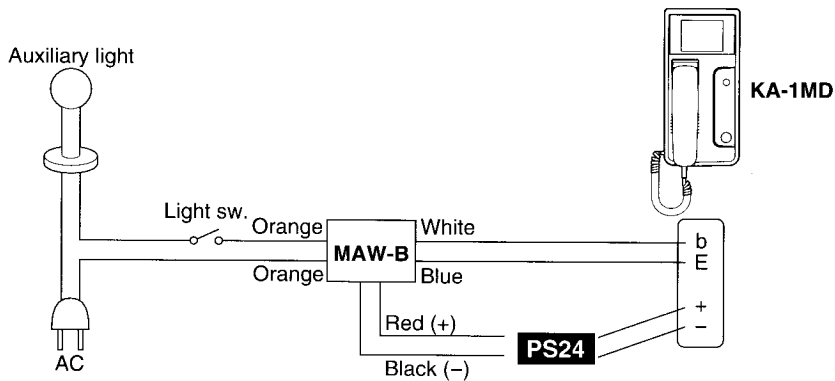 Auxiliary light
KA-1MD
Light sw.
Orange
White
MAW-B
b
E
Orange
Blue
Red (+)
+
PS24
−
Black (−)
AC